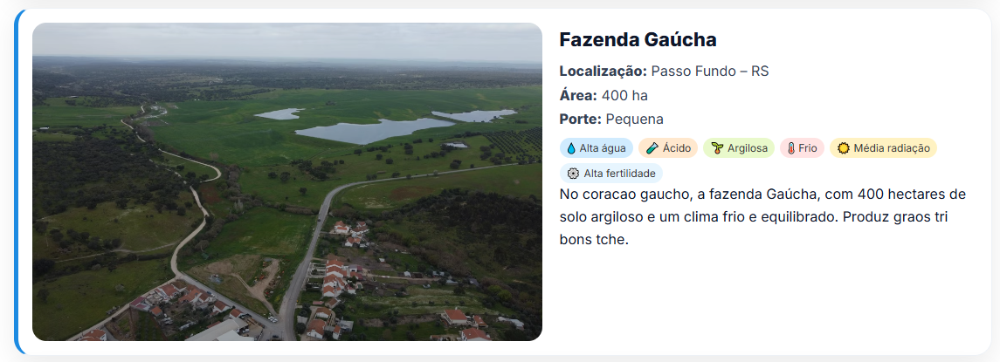 Fazenda Gaúcha
Localização: Passo Fundo – RS
Área: 400 ha
Porte: Pequena
Alta água Ácido Argilosa Frio Média radiação
Alta fertilidade
No coracao gaucho, a fazenda Gaúcha, com 400 hectares de
solo argiloso e um clima frio e equilibrado. Produz graos tri
bons tche.